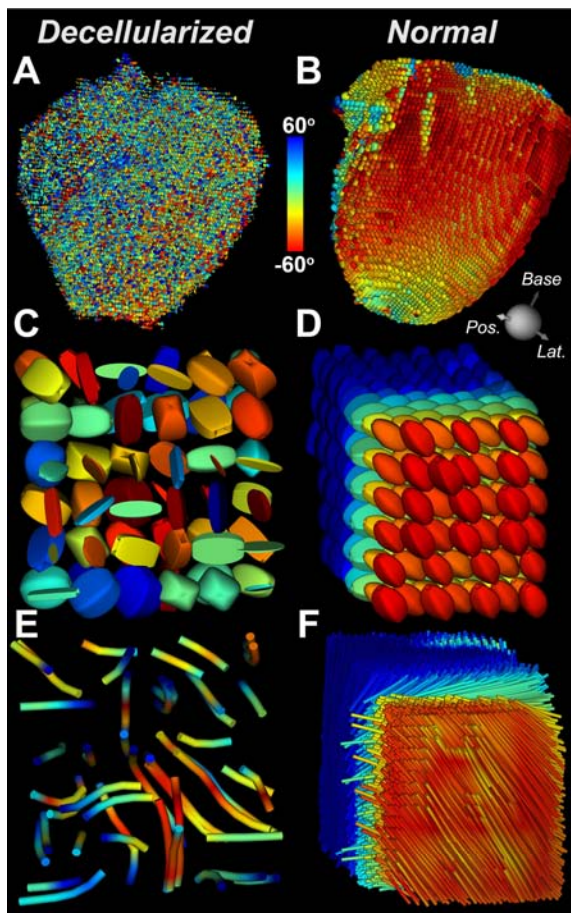 Decellularized Normal
A B
60°
-60°
Base
Pos.
Lat.
C D
E F